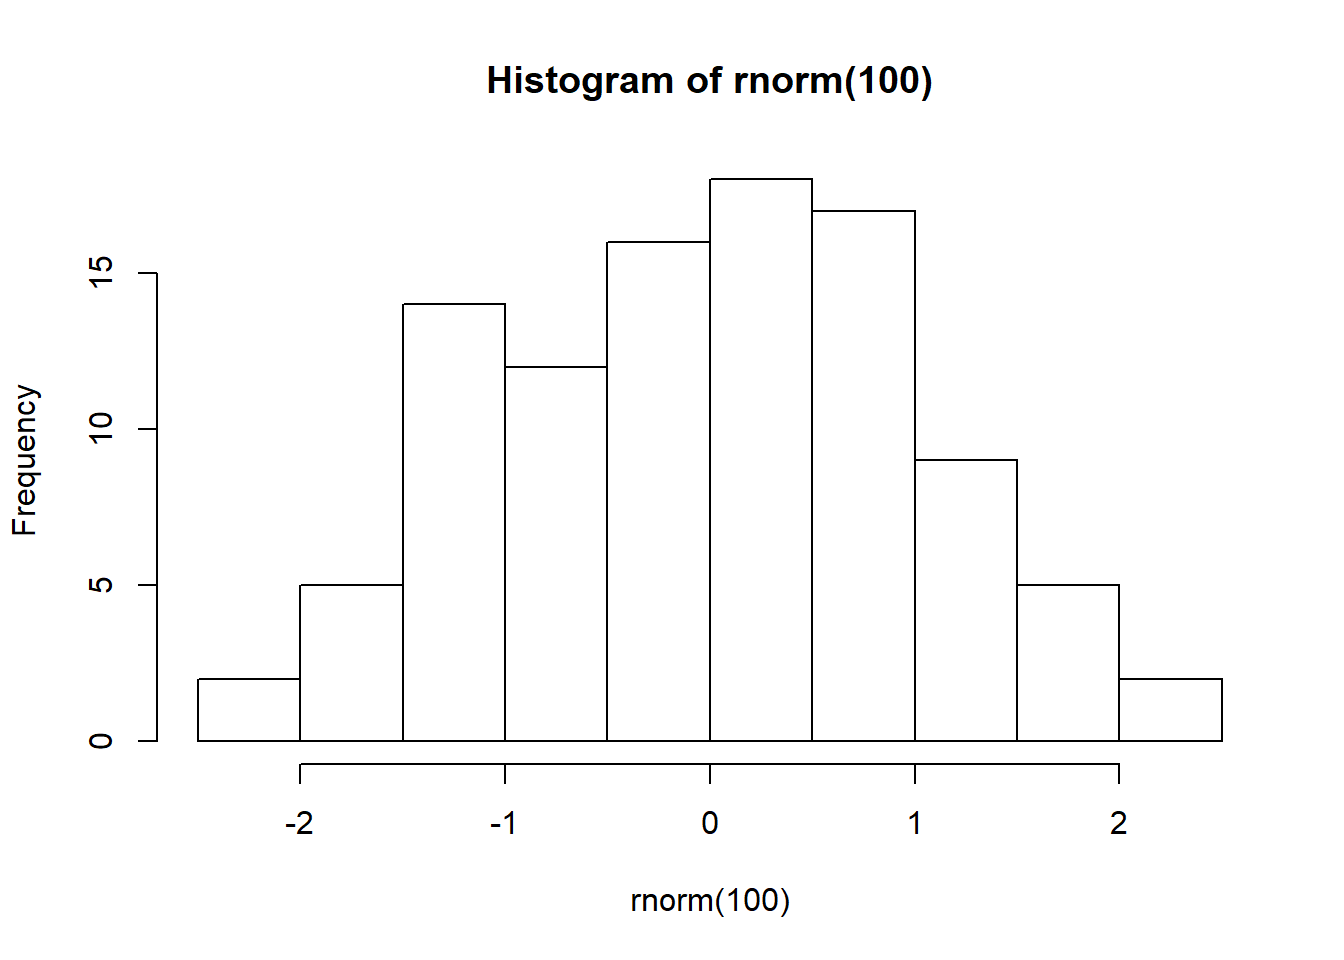 Histogram of rnorm(100)
Frequency
15
10
5
0
-2 -1 0 1 2
rnorm(100)